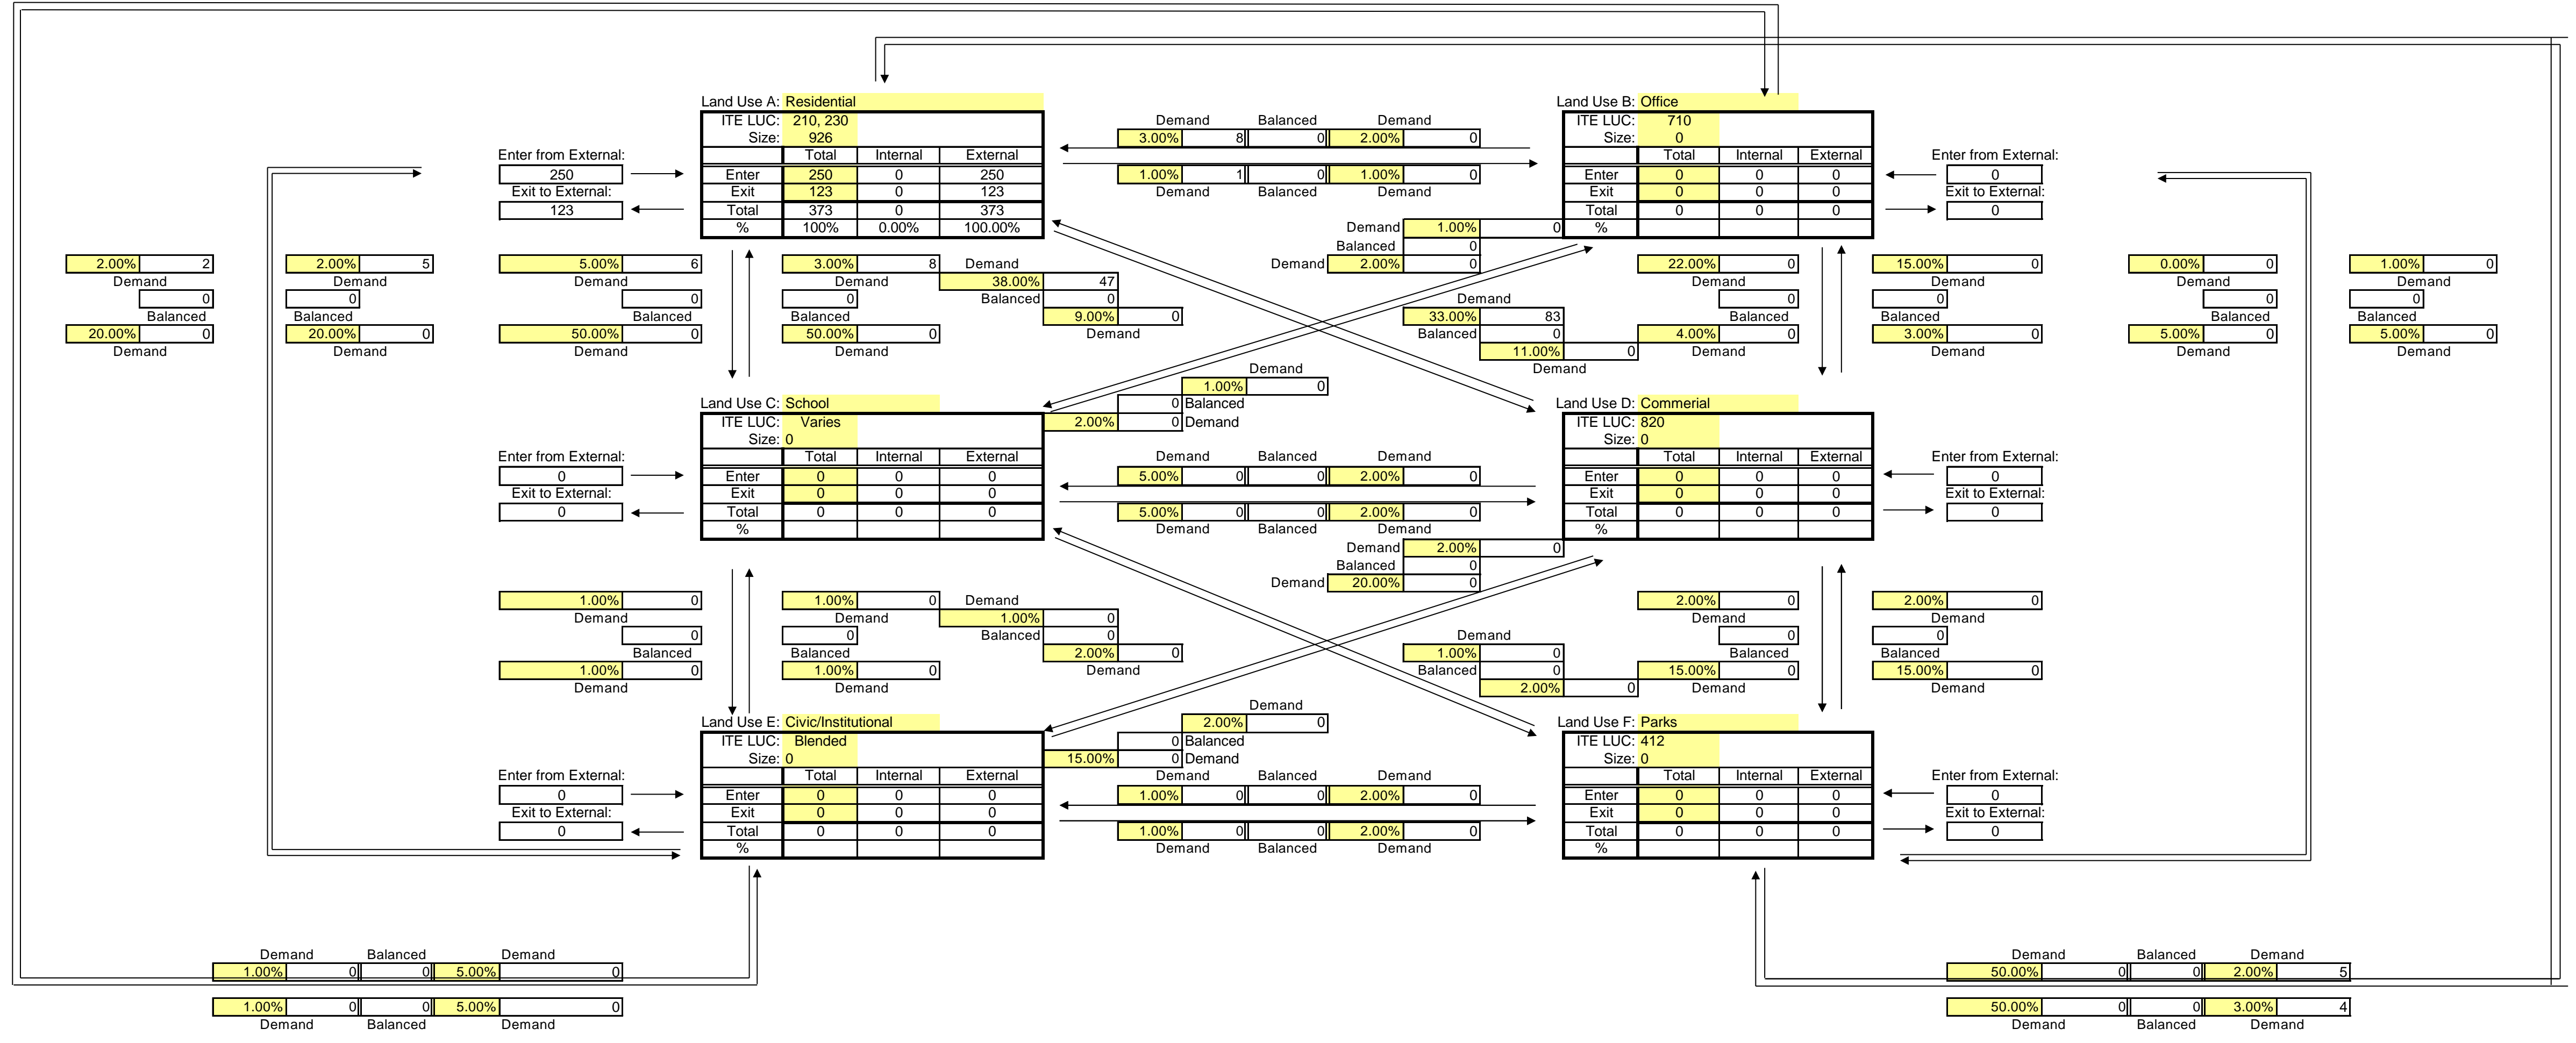 Land Use A: Residential Land Use B: Office
ITE LUC: 210, 230 Demand Balanced Demand ITE LUC: 710
Size: 926 3.00% 8 0 2.00% 0 Size: 0
Enter from External: Total Internal External Total Internal External Enter from External:
250 Enter 250 0 250 1.00% 1 0 1.00% 0 Enter 0 0 0 0
Exit to External: Exit 123 0 123 Demand Balanced Demand Exit 0 0 0 Exit to External:
123 Total 373 0 373 Total 0 0 0 0
% 100% 0.00% 100.00% Demand 1.00% 0 %
Balanced 0
2.00% 2 2.00% 5 5.00% 6 3.00% 8 Demand Demand 2.00% 0 22.00% 0 15.00% 0 0.00% 0 1.00% 0
Demand Demand Demand Demand 38.00% 47 Demand Demand Demand Demand
0 0 0 0 Balanced 0 Demand 0 0 0 0
Balanced Balanced Balanced Balanced 9.00% 0 33.00% 83 Balanced Balanced Balanced Balanced
20.00% 0 20.00% 0 50.00% 0 50.00% 0 Demand Balanced 0 4.00% 0 3.00% 0 5.00% 0 5.00% 0
Demand Demand Demand Demand 11.00% 0 Demand Demand Demand Demand
Demand Demand
1.00% 0
Land Use C: School 0 Balanced Land Use D: Commerial
ITE LUC: Varies 2.00% 0 Demand ITE LUC: 820
Size: 0 Size: 0
Enter from External: Total Internal External Demand Balanced Demand Total Internal External Enter from External:
0 Enter 0 0 0 5.00% 0 0 2.00% 0 Enter 0 0 0 0
Exit to External: Exit 0 0 0 Exit 0 0 0 Exit to External:
0 Total 0 0 0 5.00% 0 0 2.00% 0 Total 0 0 0 0
% Demand Balanced Demand %
Demand 2.00% 0
Balanced 0
Demand 20.00% 0
1.00% 0 1.00% 0 Demand 2.00% 0 2.00% 0
Demand Demand 1.00% 0 Demand Demand
0 0 Balanced 0 Demand 0 0
Balanced Balanced 2.00% 0 1.00% 0 Balanced Balanced
1.00% 0 1.00% 0 Demand Balanced 0 15.00% 0 15.00% 0
Demand Demand 2.00% 0 Demand Demand
Demand
Land Use E: Civic/Institutional 2.00% 0 Land Use F: Parks
ITE LUC: Blended 0 Balanced ITE LUC: 412
Size: 0 15.00% 0 Demand Size: 0
Enter from External: Total Internal External Demand Balanced Demand Total Internal External Enter from External:
0 Enter 0 0 0 1.00% 0 0 2.00% 0 Enter 0 0 0 0
Exit to External: Exit 0 0 0 Exit 0 0 0 Exit to External:
0 Total 0 0 0 1.00% 0 0 2.00% 0 Total 0 0 0 0
% Demand Balanced Demand %
Demand Balanced Demand Demand Balanced Demand
1.00% 0 0 5.00% 0 50.00% 0 0 2.00% 5
1.00% 0 0 5.00% 0 50.00% 0 0 3.00% 4
Demand Balanced Demand Demand Balanced Demand